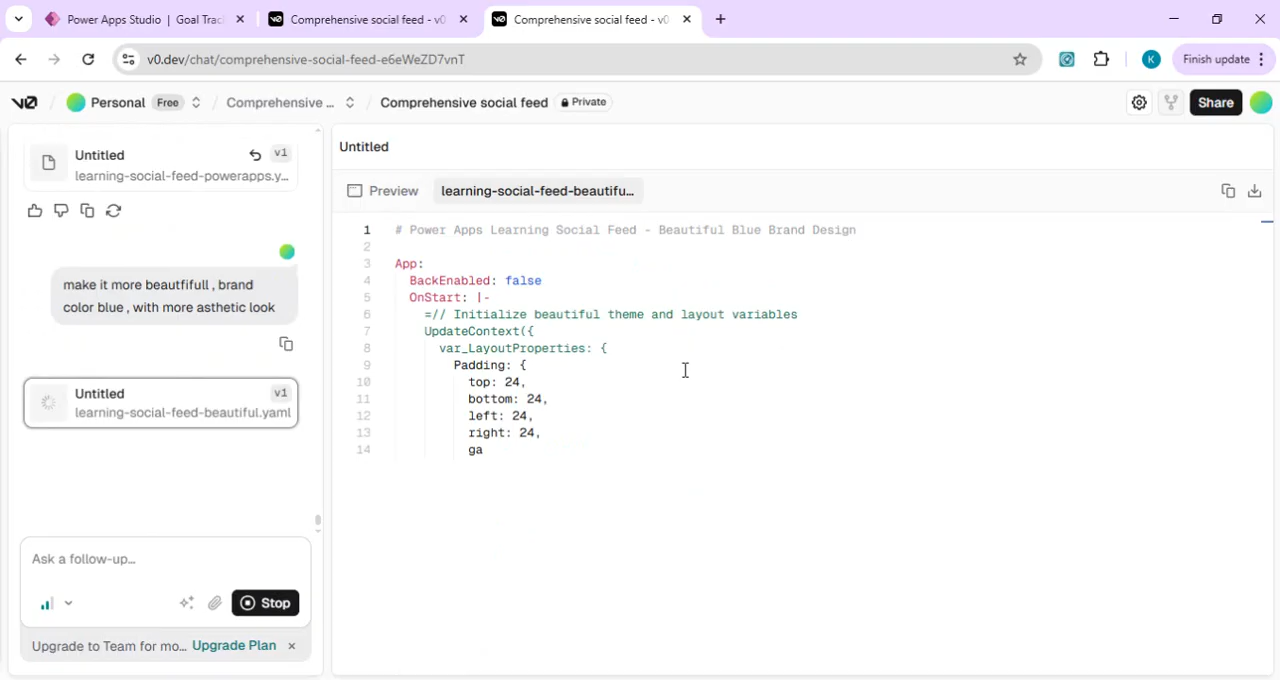 Power Apps Studio | Goal Trac
Comprehensive social feed - v0
Comprehensive social feed - v0
v0.dev/chat/comprehensive-social-feed-e6eWeZD7vnT
K
Finish update
v0
Personal Free / Comprehensive ... / Comprehensive social feed Private
Share
Untitled v1
learning-social-feed-powerapps.y...
make it more beautfifull , brand
color blue , with more asthetic look
Untitled v1
learning-social-feed-beautiful.yaml
Ask a follow-up...
Stop
Upgrade to Team for mo... Upgrade Plan
Untitled
Preview learning-social-feed-beautifu...
1 # Power Apps Learning Social Feed - Beautiful Blue Brand Design
2
3 App:
4 BackEnabled: false
5 OnStart: |-
6 =// Initialize beautiful theme and layout variables
7 UpdateContext({
8 var_LayoutProperties: {
9 Padding: {
10 top: 24,
11 bottom: 24,
12 left: 24,
13 right: 24,
14 ga